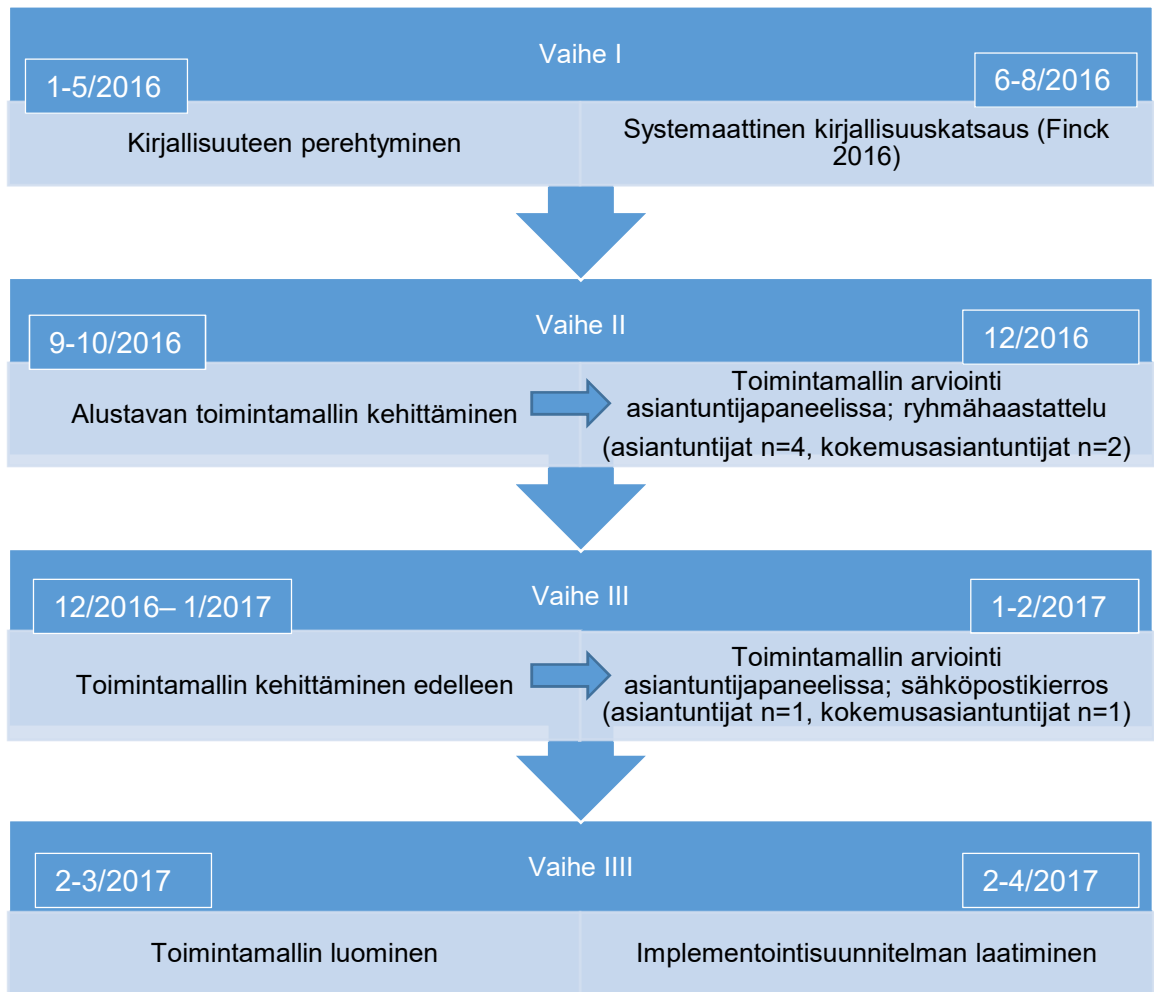 Vaihe I
1-5/2016
6-8/2016
Kirjallisuuteen perehtyminen
Systemaattinen kirjallisuuskatsaus (Finck
2016)
Vaihe II
9-10/2016
12/2016
Alustavan toimintamallin kehittäminen
Toimintamallin arviointi
asiantuntijapaneelissa; ryhmähaastattelu
(asiantuntijat n=4, kokemusasiantuntijat n=2)
Vaihe III
12/2016– 1/2017
1-2/2017
Toimintamallin kehittäminen edelleen
Toimintamallin arviointi
asiantuntijapaneelissa; sähköpostikierros
(asiantuntijat n=1, kokemusasiantuntijat n=1)
Vaihe IIII
2-3/2017
2-4/2017
Toimintamallin luominen
Implementointisuunnitelman laatiminen